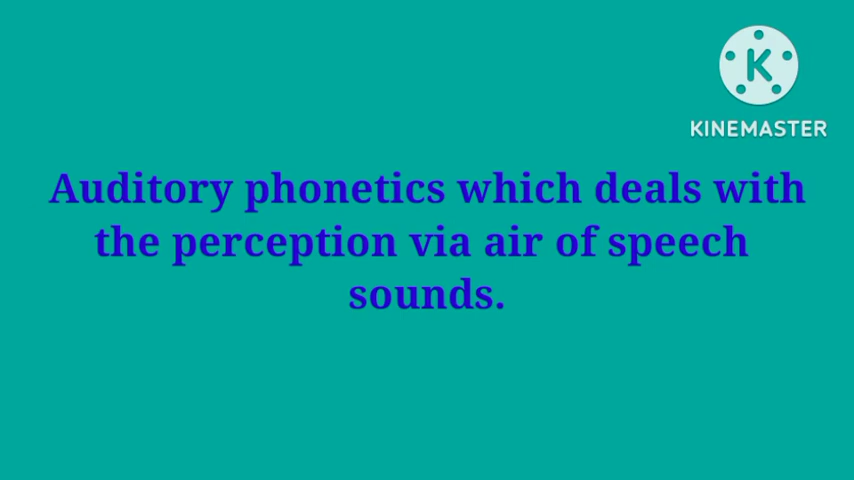 K
KINEMASTER
Auditory phonetics which deals with
the perception via air of speech
sounds.